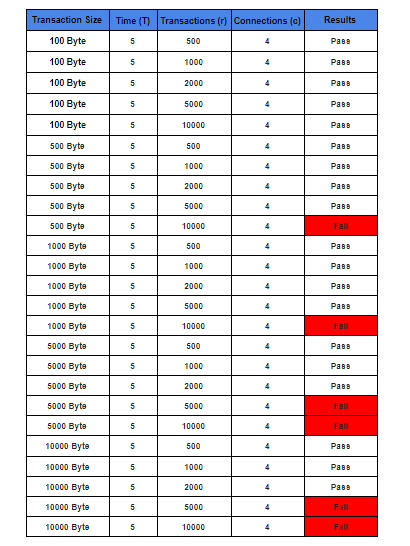 Transaction Size Time (T) Transactions (r) Connections (c) Results
100 Byte 5 500 4 Pass
100 Byte 5 1000 4 Pass
100 Byte 5 2000 4 Pass
100 Byte 5 5000 4 Pass
100 Byte 5 10000 4 Pass
500 Byte 5 500 4 Pass
500 Byte 5 1000 4 Pass
500 Byte 5 2000 4 Pass
500 Byte 5 5000 4 Pass
500 Byte 5 10000 4 Fail
1000 Byte 5 500 4 Pass
1000 Byte 5 1000 4 Pass
1000 Byte 5 2000 4 Pass
1000 Byte 5 5000 4 Pass
1000 Byte 5 10000 4 Fail
5000 Byte 5 500 4 Pass
5000 Byte 5 1000 4 Pass
5000 Byte 5 2000 4 Pass
5000 Byte 5 5000 4 Fail
5000 Byte 5 10000 4 Fail
10000 Byte 5 500 4 Pass
10000 Byte 5 1000 4 Pass
10000 Byte 5 2000 4 Pass
10000 Byte 5 5000 4 Fail
10000 Byte 5 10000 4 Fail